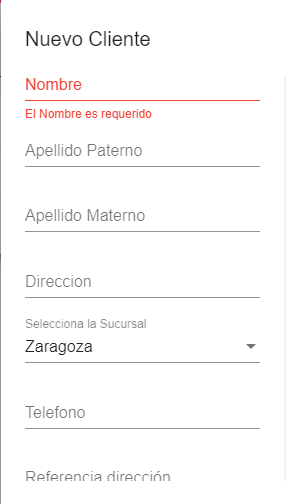 Nuevo Cliente
Nombre
El Nombre es requerido
Apellido Paterno
Apellido Materno
Direccion
Selecciona la Sucursal
Zaragoza
Telefono
Referencia dirección